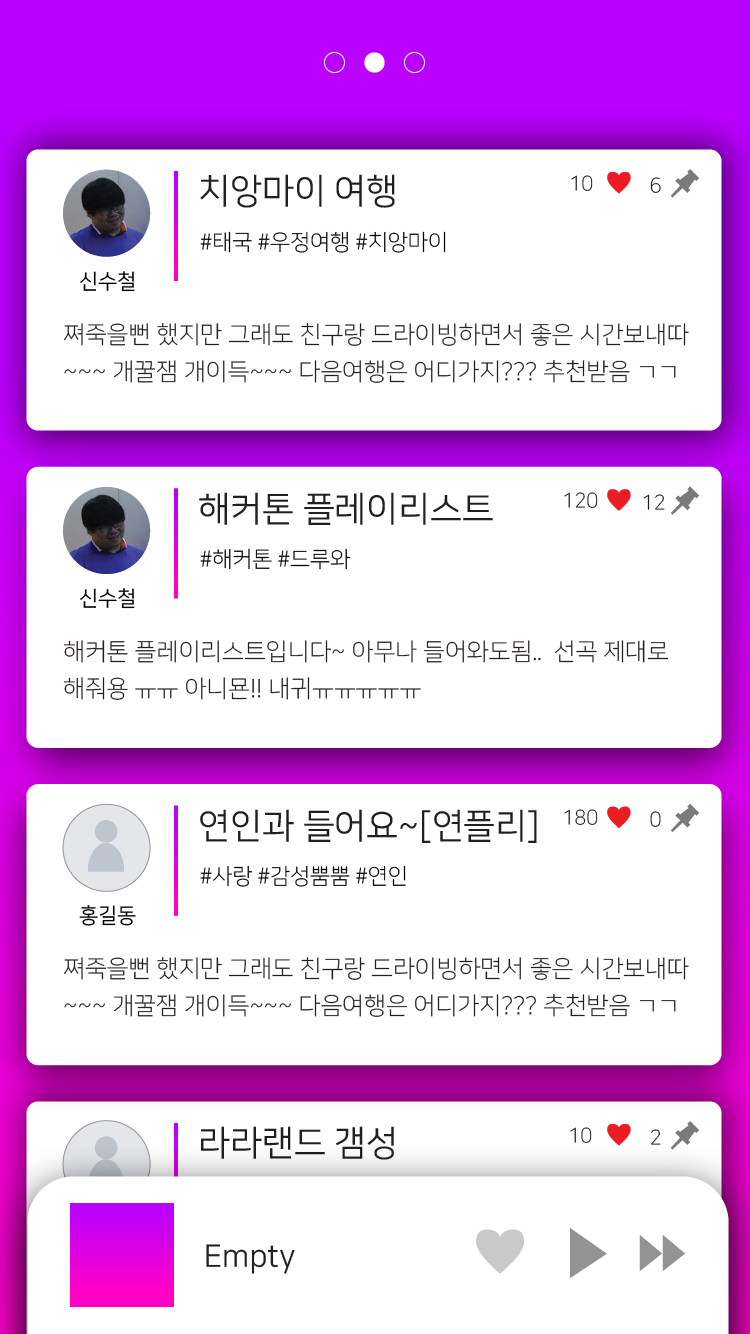 치앙마이 여행
10
6
#태국 #우정여행 #치앙마이
신수철
쪄죽을뻔 했지만 그래도 친구랑 드라이빙하면서 좋은 시간보내따
~~~ 개꿀잼 개이득~~~ 다음여행은 어디가지??? 추천받음 ㄱㄱ
해커톤 플레이리스트
120
12
#해커톤 #드루와
신수철
해커톤 플레이리스트입니다~ 아무나 들어와도됨.. 선곡 제대로
해줘용 ㅠㅠ 아니묜!! 내귀ㅠㅠㅠㅠㅠ
연인과 들어요~[연플리]
180
0
#사랑 #감성뿜뿜 #연인
홍길동
쪄죽을뻔 했지만 그래도 친구랑 드라이빙하면서 좋은 시간보내따
~~~ 개꿀잼 개이득~~~ 다음여행은 어디가지??? 추천받음 ㄱㄱ
라라랜드 갬성
10
2
Empty